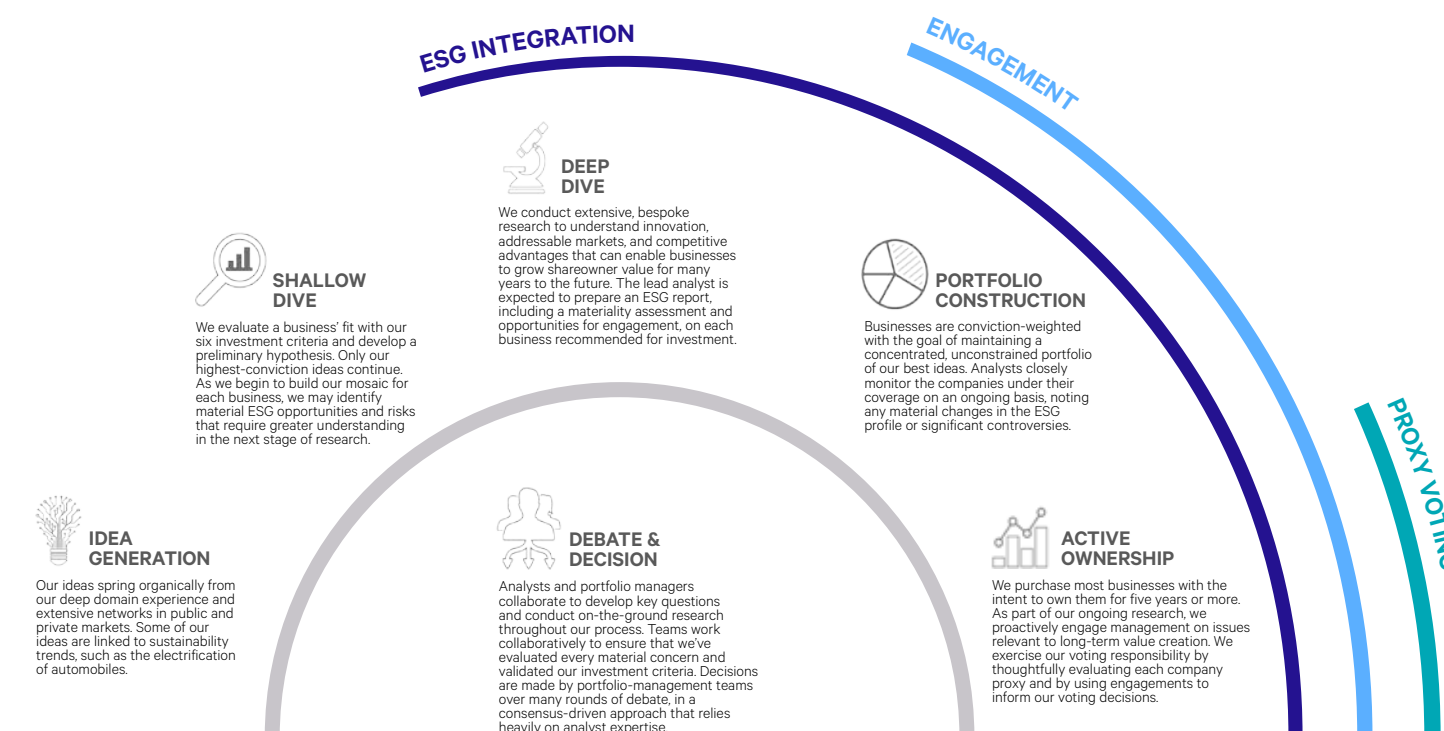 ESG INTEGRATION
ENGAGEMENT
PROXY VOTING
IDEA
GENERATION
Our ideas spring organically from
our deep domain experience and
extensive networks in public and
private markets. Some of our
ideas are linked to sustainability
trends, such as the electrification
of automobiles.
SHALLOW
DIVE
We evaluate a business’ fit with our
six investment criteria and develop a
preliminary hypothesis. Only our
highest-conviction ideas continue.
As we begin to build our mosaic for
each business, we may identify
material ESG opportunities and risks
that require greater understanding
in the next stage of research.
DEEP
DIVE
We conduct extensive, bespoke
research to understand innovation,
addressable markets, and competitive
advantages that can enable businesses
to grow shareowner value for many
years to the future. The lead analyst is
expected to prepare an ESG report,
including a materiality assessment and
opportunities for engagement, on each
business recommended for investment.
DEBATE &
DECISION
Analysts and portfolio managers
collaborate to develop key questions
and conduct on-the-ground research
throughout our process. Teams work
collaboratively to ensure that we’ve
evaluated every material concern and
validated our investment criteria. Decisions
are made by portfolio-management teams
over many rounds of debate, in a
consensus-driven approach that relies
heavily on analyst expertise.
PORTFOLIO
CONSTRUCTION
Businesses are conviction-weighted
with the goal of maintaining a
concentrated, unconstrained portfolio
of our best ideas. Analysts closely
monitor the companies under their
coverage on an ongoing basis, noting
any material changes in the ESG
profile or significant controversies.
ACTIVE
OWNERSHIP
We purchase most businesses with the
intent to own them for five years or more.
As part of our ongoing research, we
proactively engage management on issues
relevant to long-term value creation. We
exercise our voting responsibility by
thoughtfully evaluating each company
proxy and by using engagements to
inform our voting decisions.